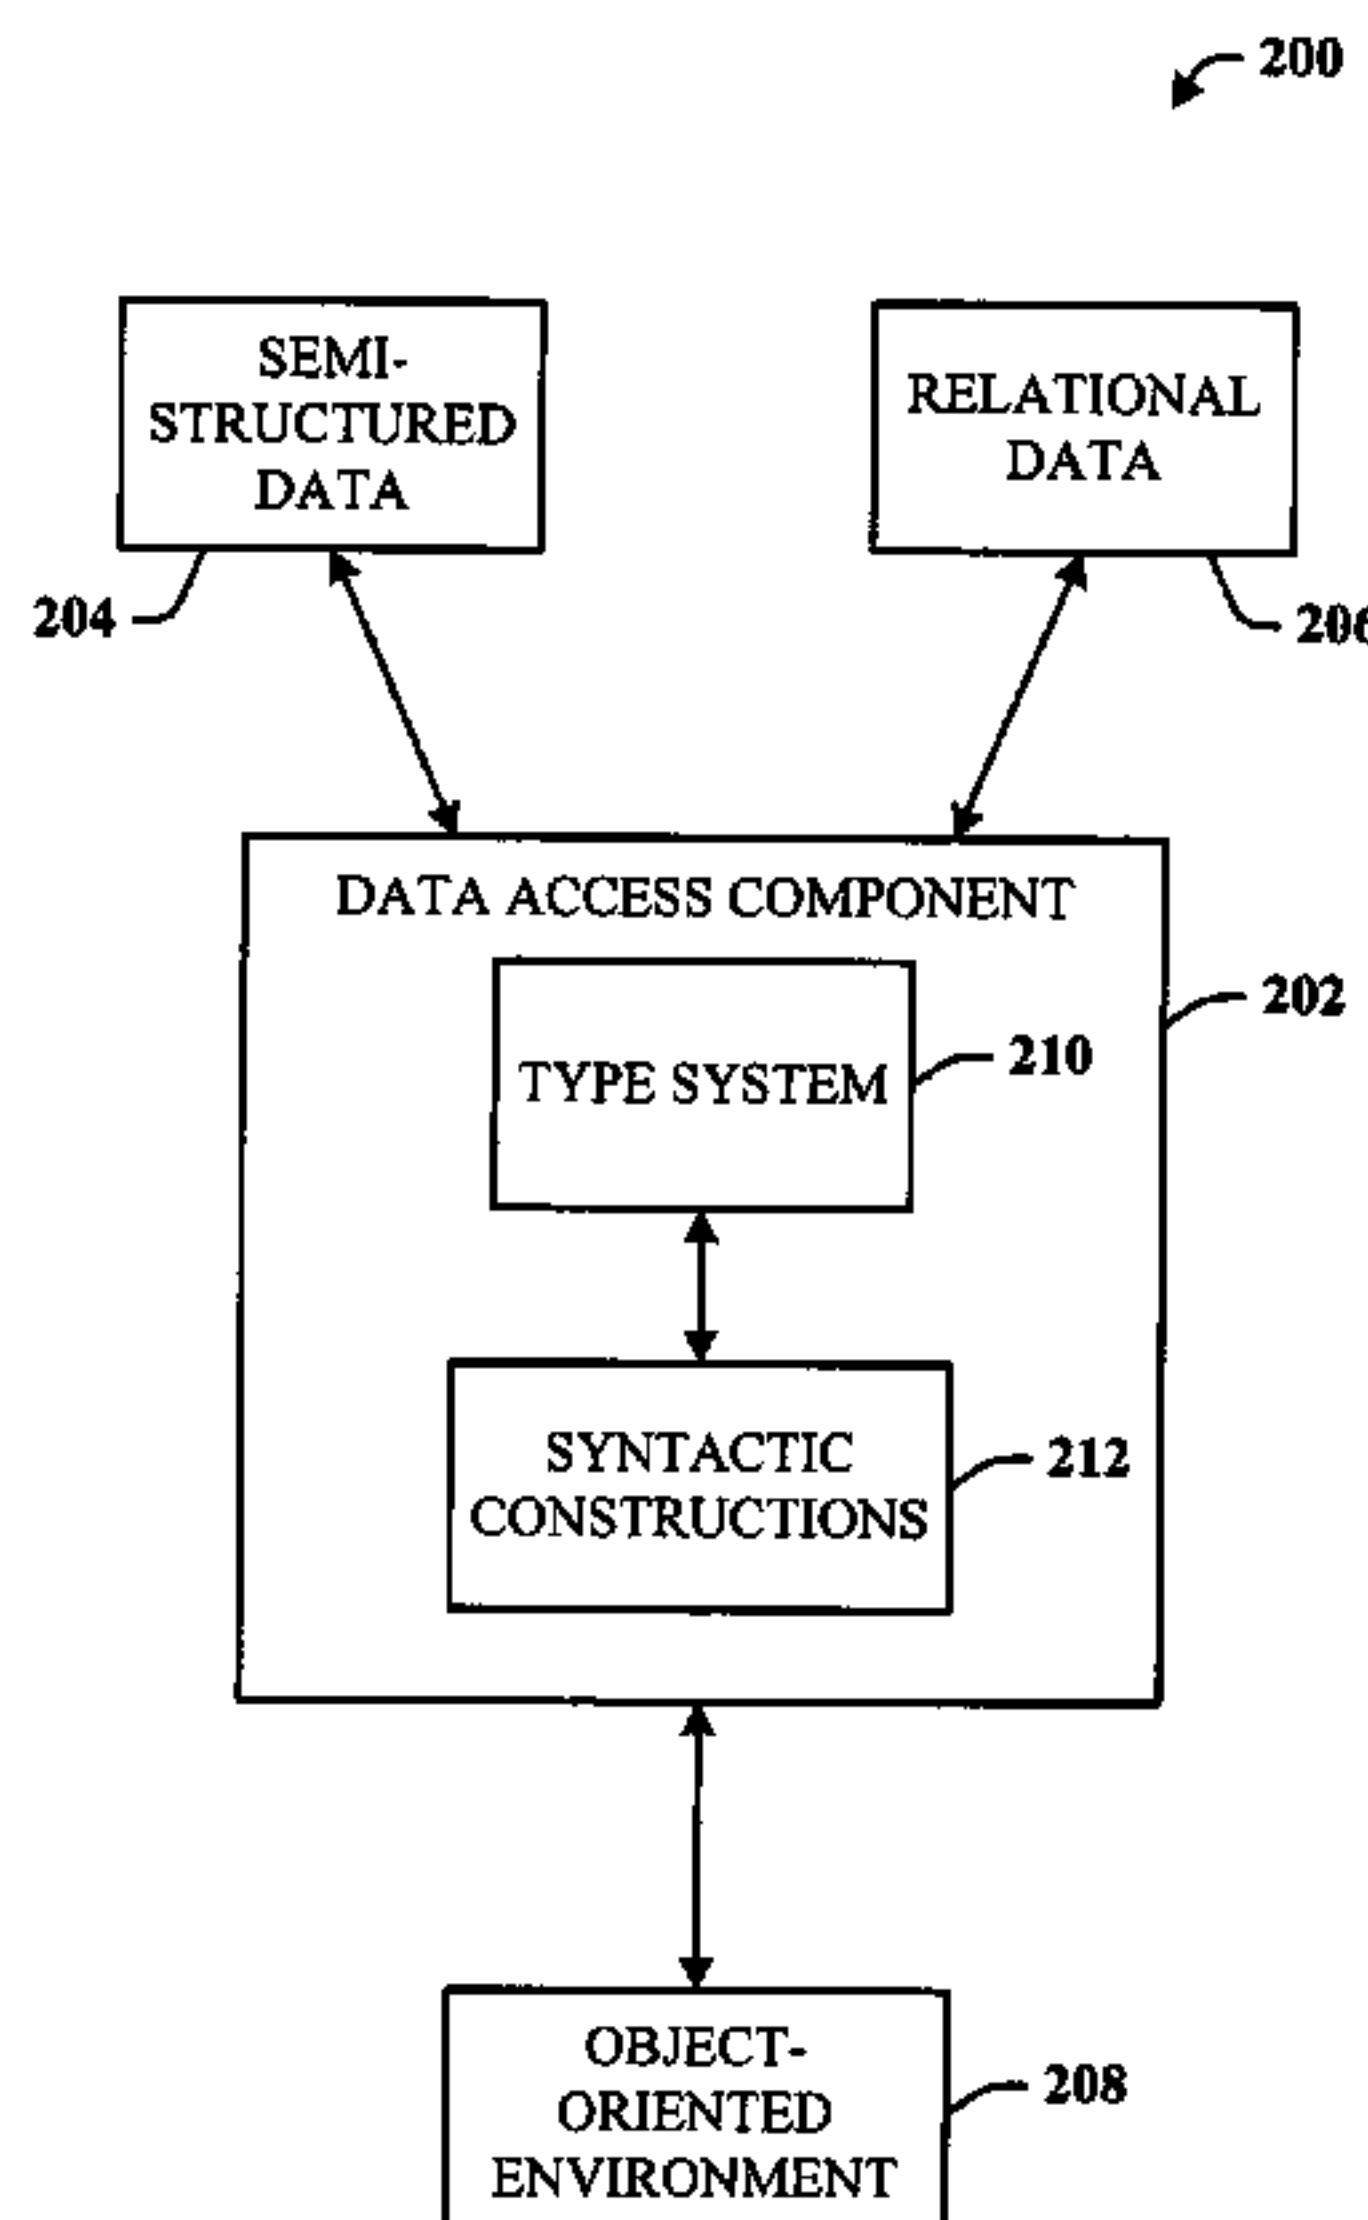 200
SEMI-
STRUCTURED
DATA
RELATIONAL
DATA
204
206
DATA ACCESS COMPONENT
202
TYPE SYSTEM
210
SYNTACTIC
CONSTRUCTIONS
212
OBJECT-
ORIENTED
ENVIRONMENT
208